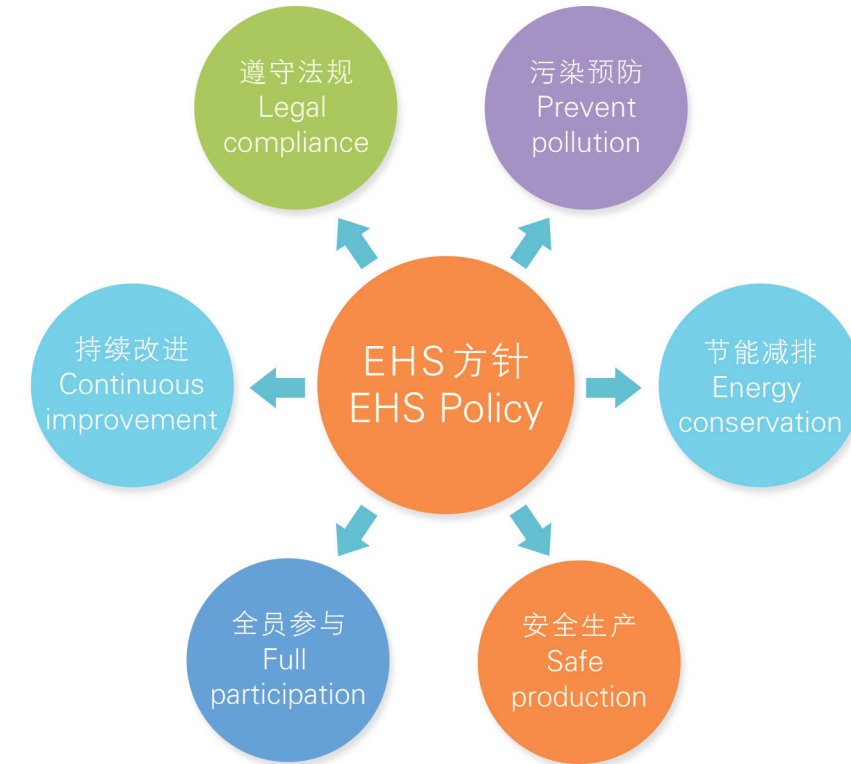 遵守法规
Legal
compliance
污染预防
Prevent
pollution
持续改进
Continuous
improvement
EHS方针
EHS Policy
节能减排
Energy
conservation
全员参与
Full
participation
安全生产
Safe
production